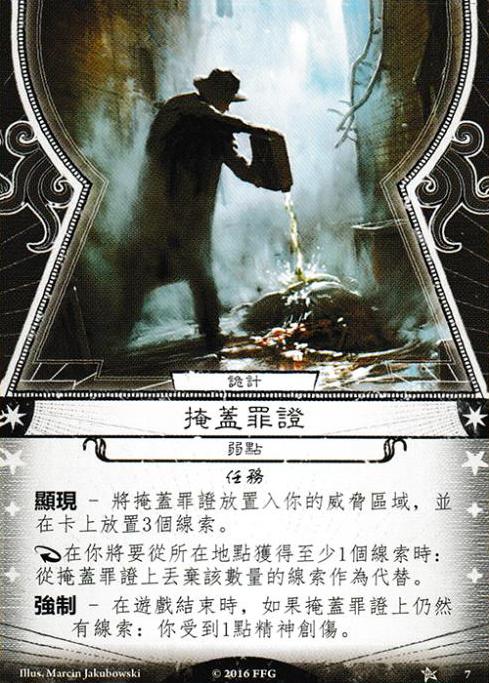 詭計
掩蓋罪證
弱點
任務
顯現 – 將掩蓋罪證放置入你的威脅區域，並
在卡上放置3個線索。
在你將要從所在地點獲得至少1個線索時：
從掩蓋罪證上丟棄該數量的線索作為代替。
強制 – 在遊戲結束時，如果掩蓋罪證上仍然
有線索：你受到1點精神創傷。
Illus. Marcin Jakubowski © 2016 FFG 7